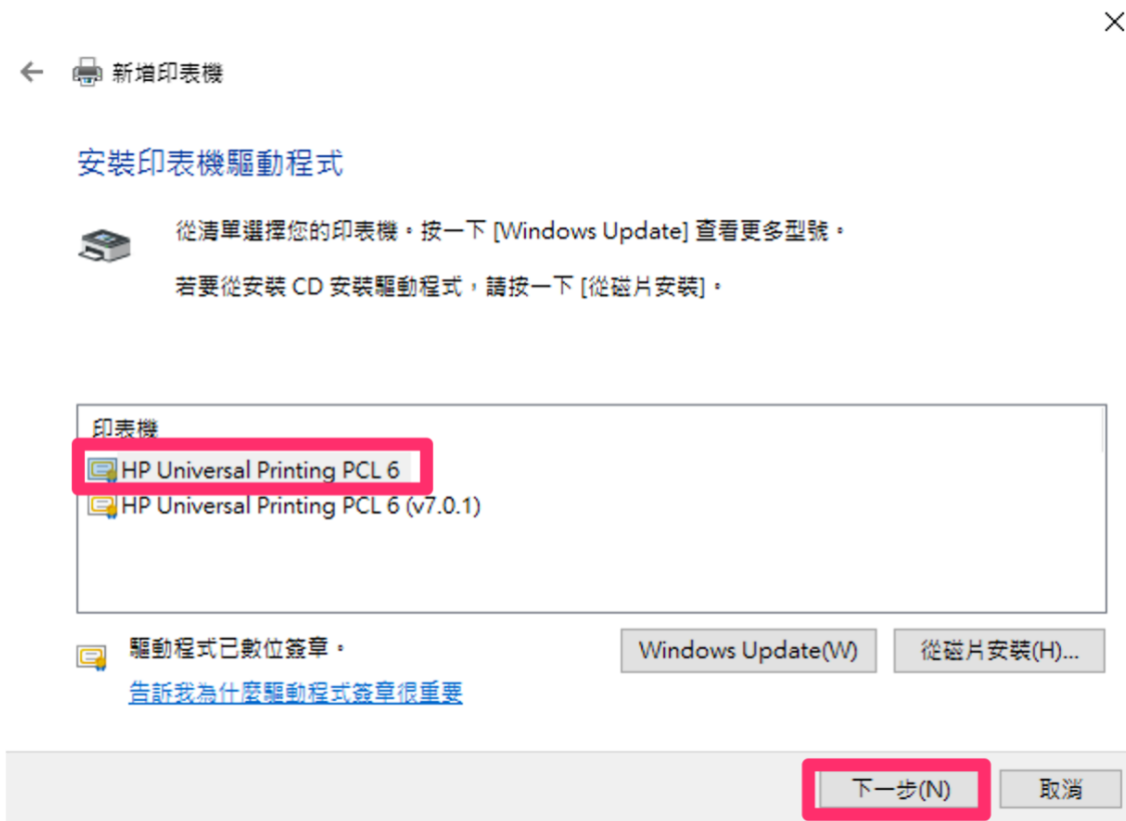 新增印表機
安裝印表機驅動程式
從清單選擇您的印表機。按一下 [Windows Update] 查看更多型號。
若要從安裝 CD 安裝驅動程式，請按一下 [從磁片安裝]。
印表機
HP Universal Printing PCL 6
HP Universal Printing PCL 6 (v7.0.1)
驅動程式已數位簽章。
Windows Update(W)
從磁片安裝(H)...
告訴我為什麼驅動程式簽章很重要
下一步(N)
取消